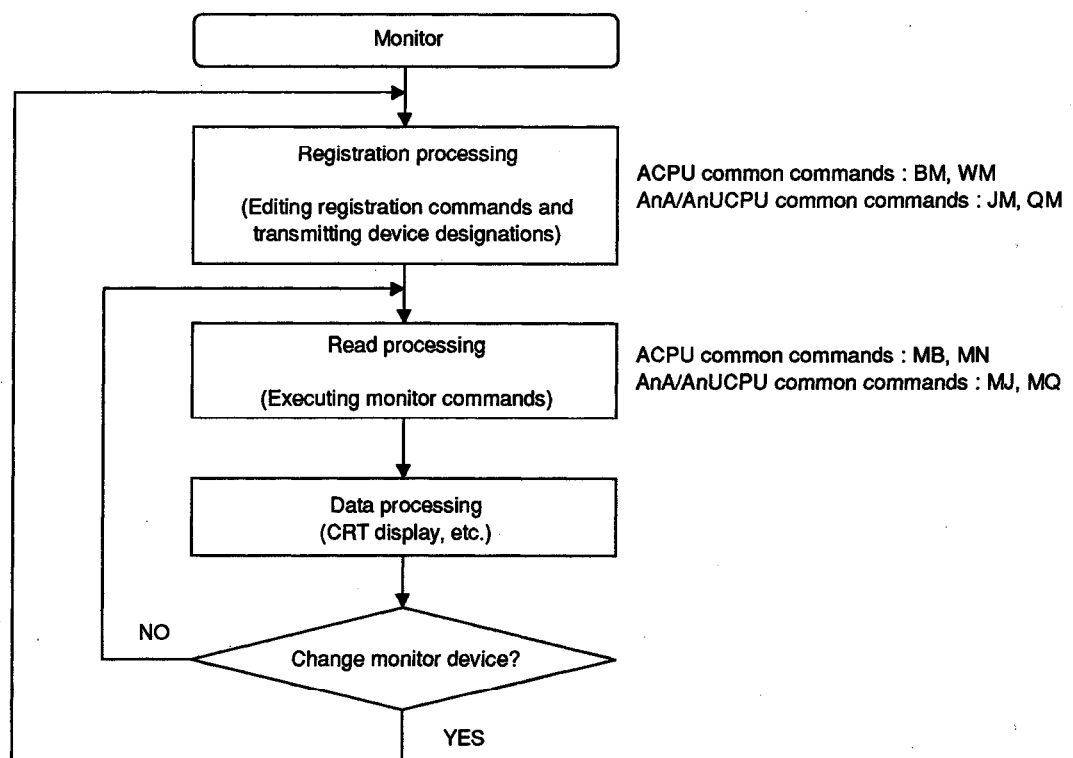 Monitor
Registration processing
(Editing registration commands and
transmitting device designations)
ACPU common commands : BM, WM
AnA/AnUCPU common commands : JM, QM
Read processing
(Executing monitor commands)
ACPU common commands : MB, MN
AnA/AnUCPU common commands : MJ, MQ
Data processing
(CRT display, etc.)
NO
Change monitor device?
YES